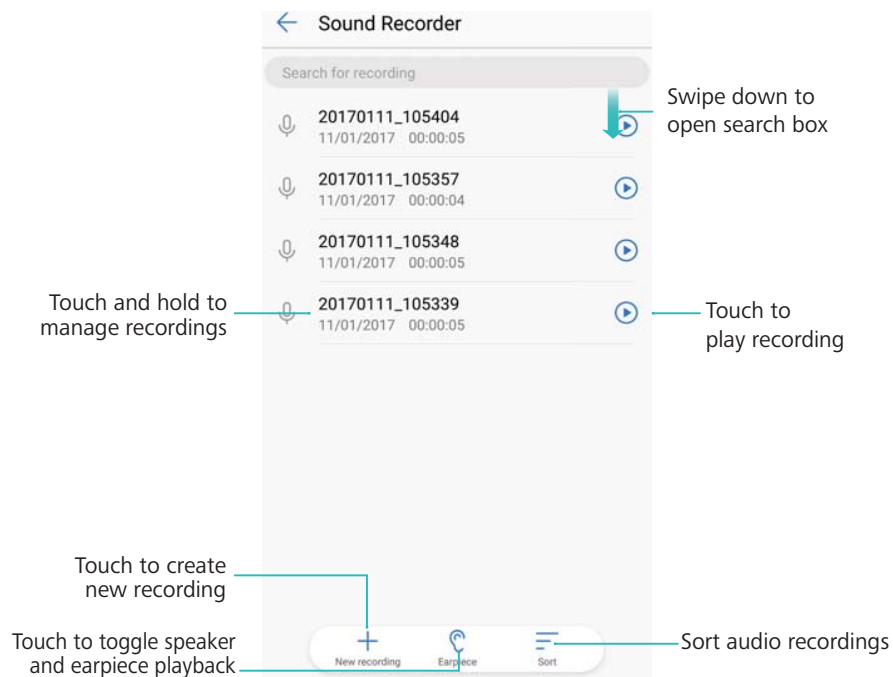 Sound Recorder
Search for recording
Swipe down to
open search box
20170111_105404
11/01/2017 00:00:05
20170111_105357
11/01/2017 00:00:04
20170111_105348
11/01/2017 00:00:05
Touch and hold to
manage recordings
20170111_105339
11/01/2017 00:00:05
Touch to
play recording
Touch to create
new recording
Touch to toggle speaker
and earpiece playback
New recording
Earpiece
Sort
Sort audio recordings